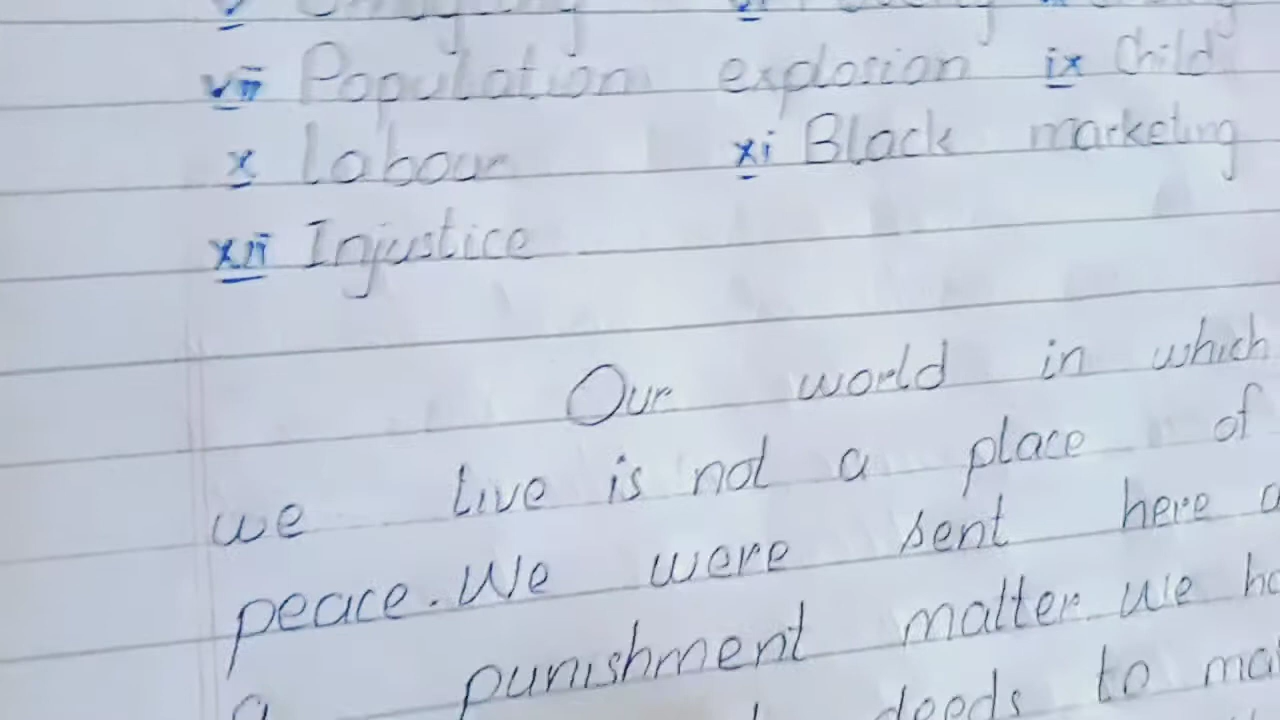 vii Population explosion ix Child
x labour xi Black marketing
xii Injustice
Our world in which
we live is not a place of
peace. We were sent here
punishment matter. We
deeds to